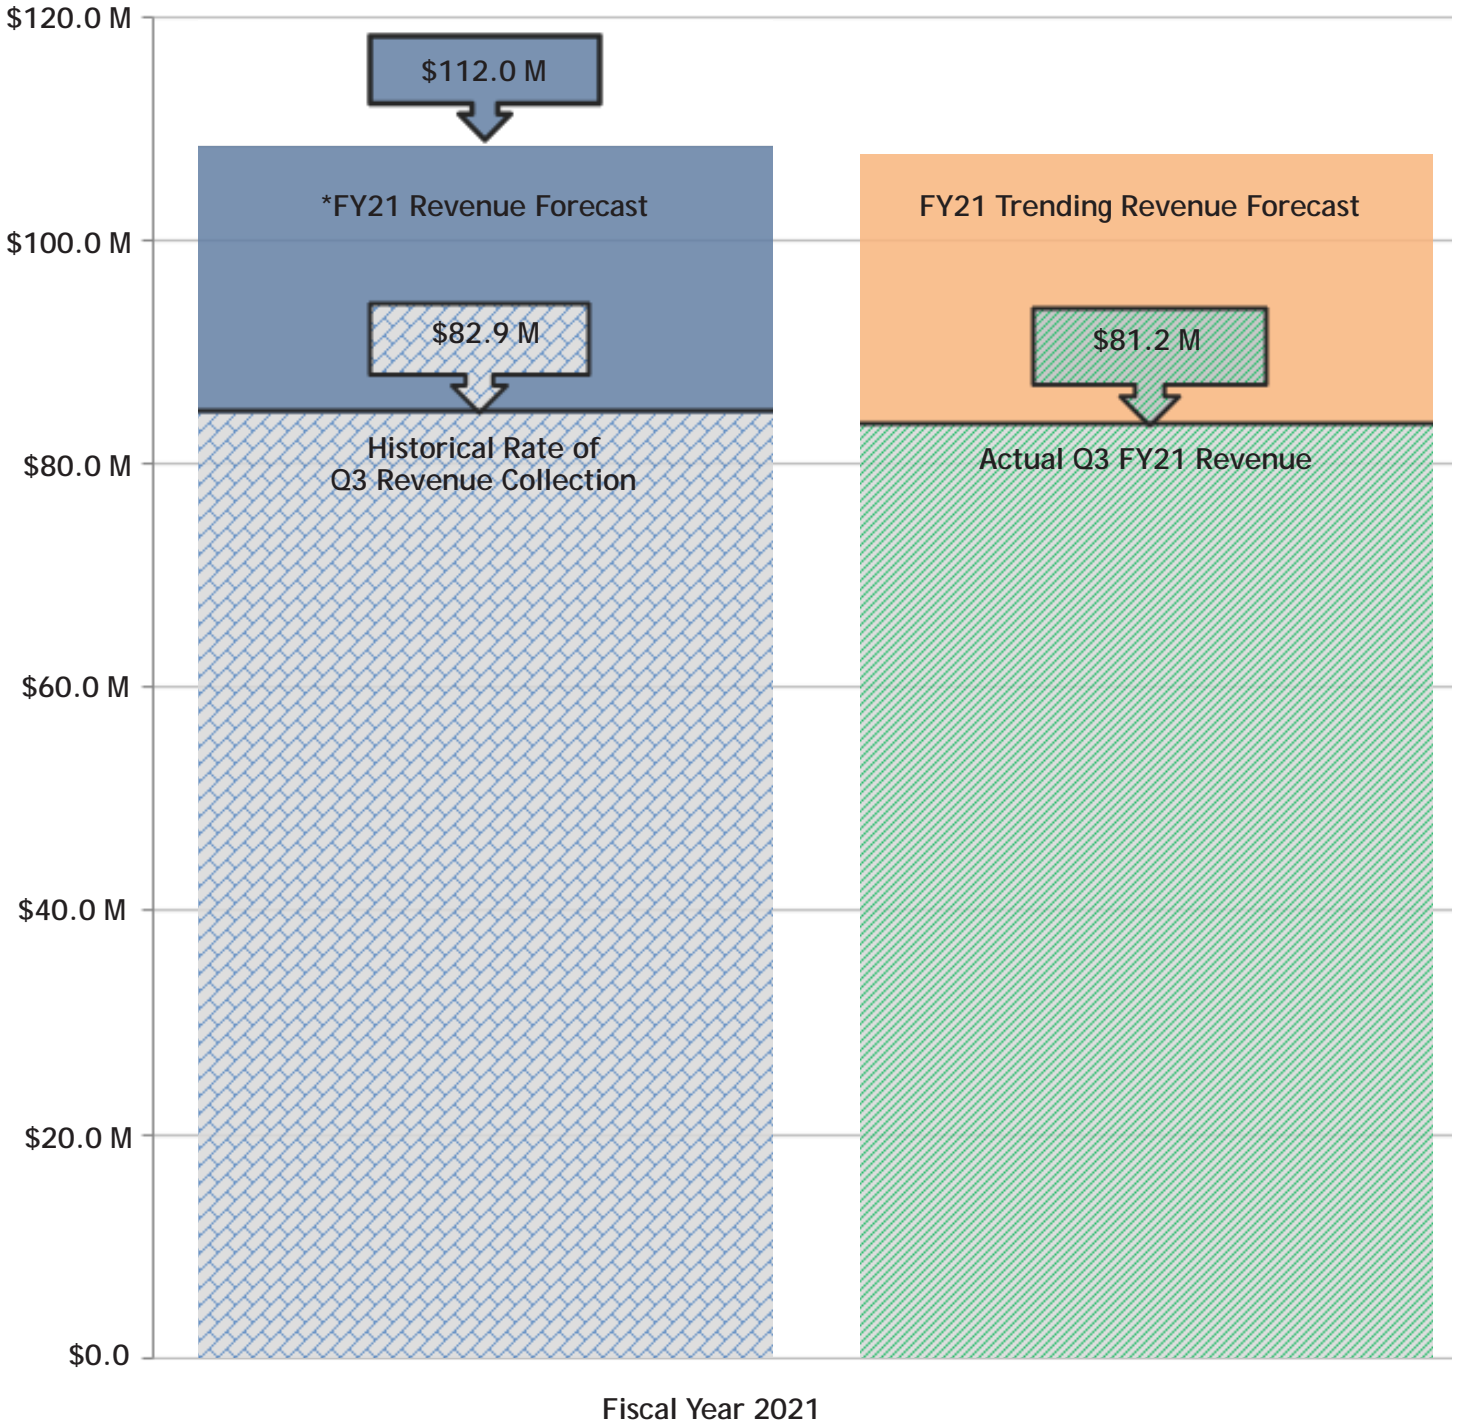 $120.0 M
$112.0 M
*FY21 Revenue Forecast
FY21 Trending Revenue Forecast
$100.0 M
$82.9 M
$81.2 M
Historical Rate of
Q3 Revenue Collection
Actual Q3 FY21 Revenue
$80.0 M
$60.0 M
$40.0 M
$20.0 M
$0.0
Fiscal Year 2021